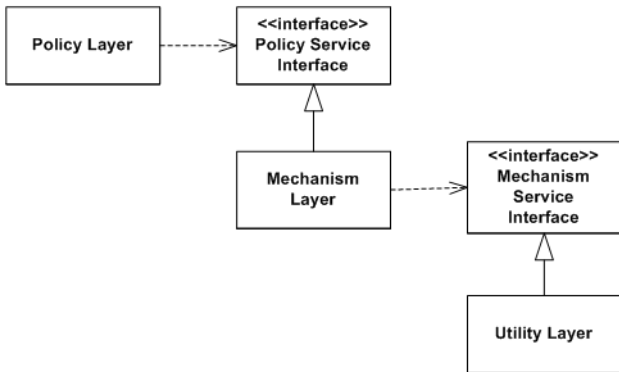 Policy Layer
<<interface>>
Policy Service
Interface
Mechanism
Layer
<<interface>>
Mechanism
Service
Interface
Utility Layer